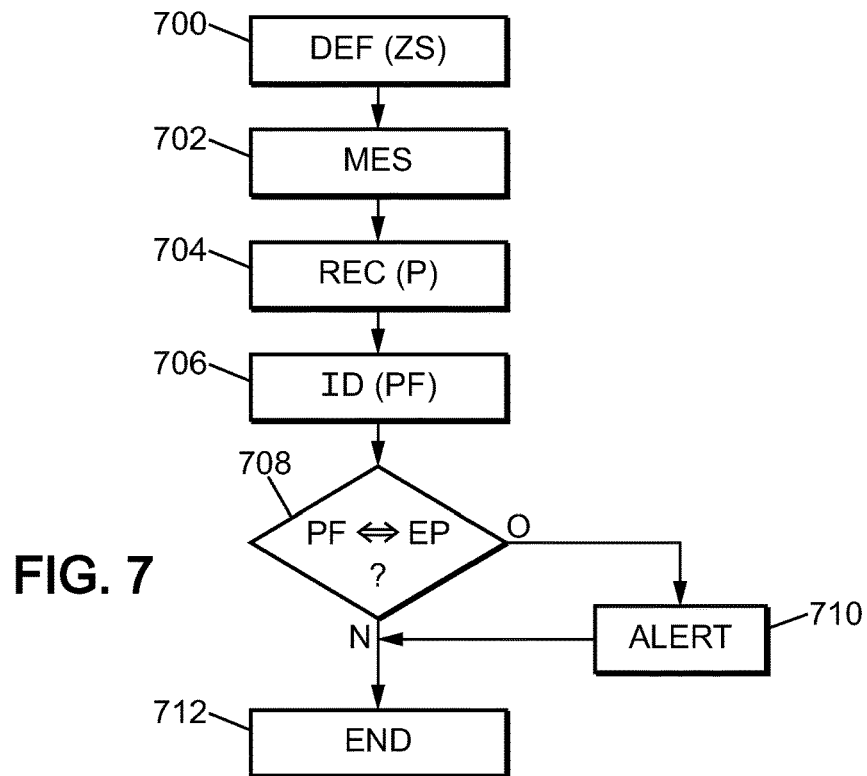 700
DEF (ZS)
702
MES
704
REC (P)
706
ID (PF)
708
PF ⇔ EP
?
O
N
FIG. 7
ALERT
710
712
END